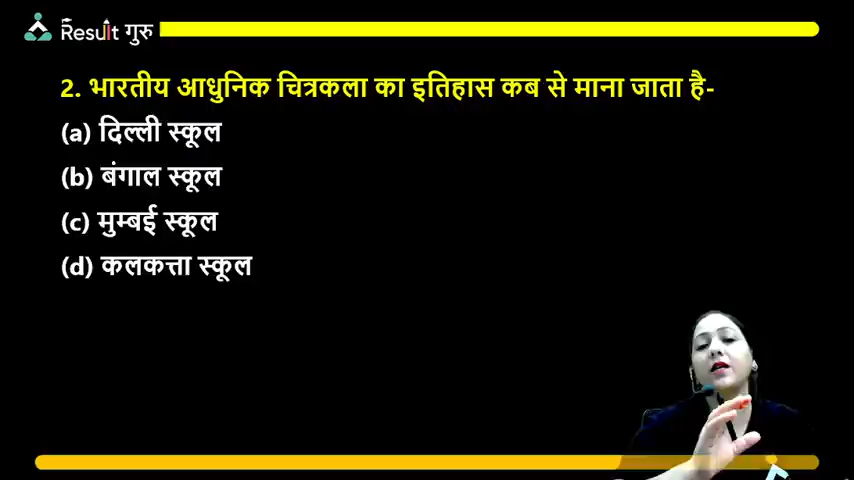 Result गुरु
2. भारतीय आधुनिक चित्रकला का इतिहास कब से माना जाता है-
(a) दिल्ली स्कूल
(b) बंगाल स्कूल
(c) मुम्बई स्कूल
(d) कलकत्ता स्कूल